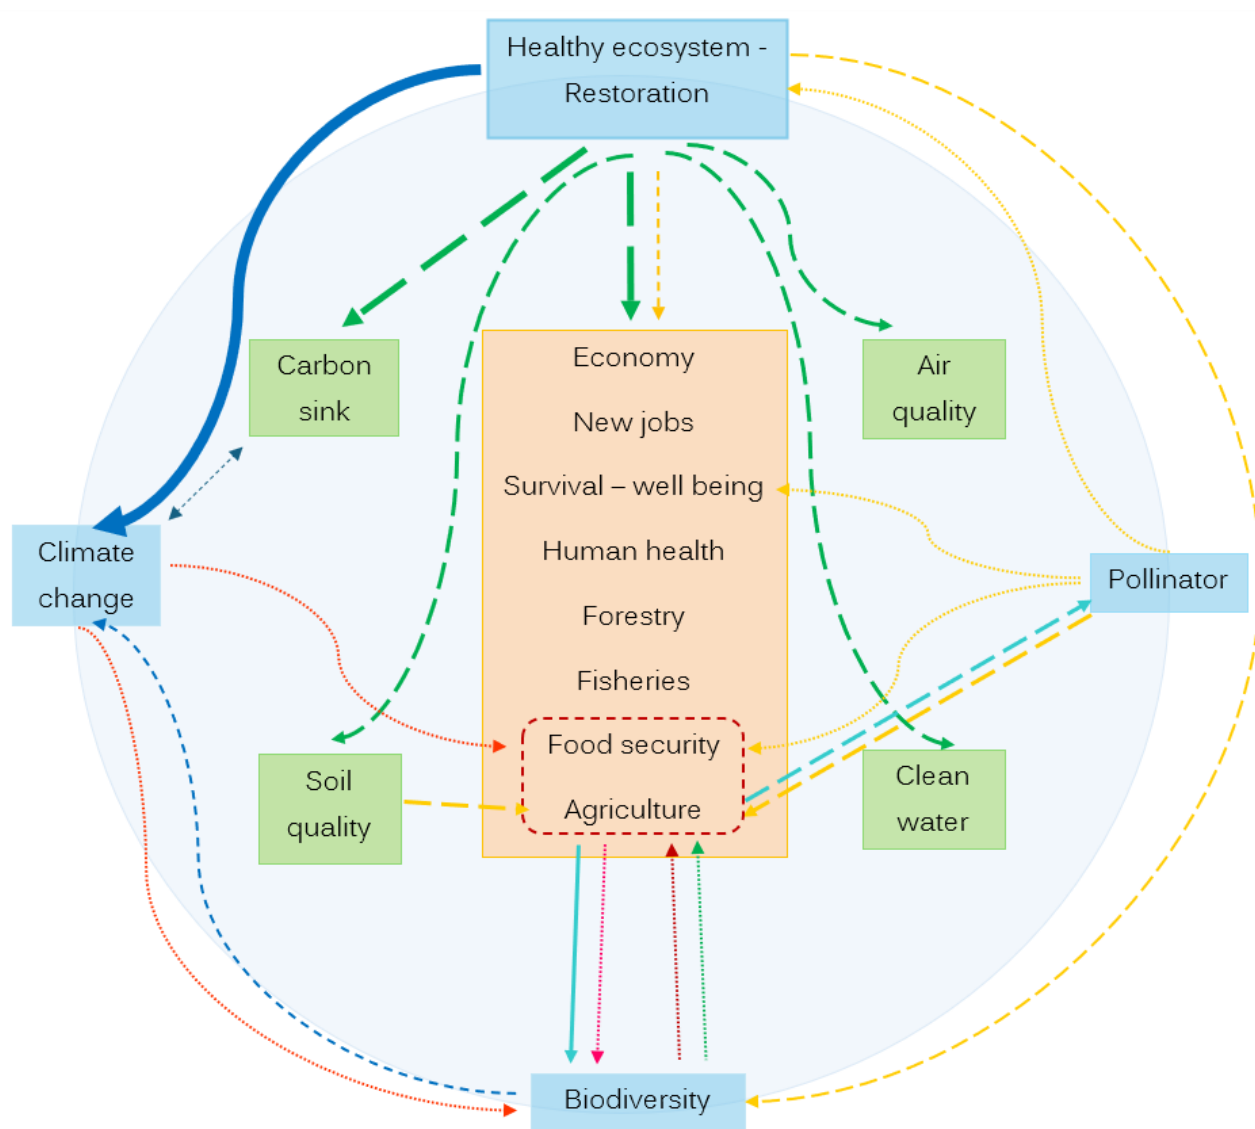 Healthy ecosystem -
Restoration
Carbon
sink
Economy
New jobs
Survival – well being
Human health
Forestry
Fisheries
Food security
Agriculture
Air
quality
Climate
change
Pollinator
Soil
quality
Clean
water
Biodiversity